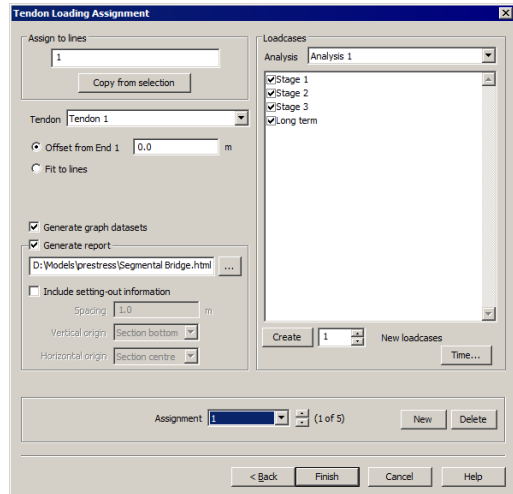 Tendon Loading Assignment
Assign to lines
1
Copy from selection
Tendon Tendon 1
Offset from End 1 0.0 m
Fit to lines
Generate graph datasets
Generate report
D:\Models\prestress\Segmental Bridge.html ...
Include setting-out information
Spacing 1.0 m
Vertical origin Section bottom
Horizontal origin Section centre
Loadcases
Analysis Analysis 1
Stage 1
Stage 2
Stage 3
Long term
Create 1 New loadcases
Time...
Assignment 1 (1 of 5) New Delete
< Back Finish Cancel Help